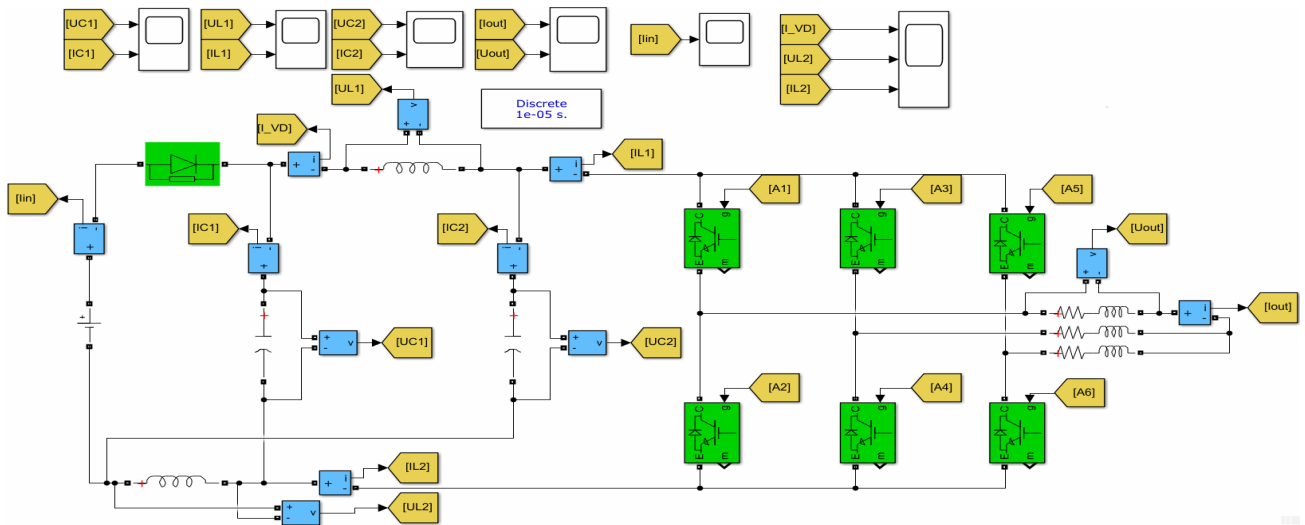 [UC1]
[IC1]
[UL1]
[IL1]
[UC2]
[IC2]
[Iout]
[Uout]
[Iin]
[I_VD]
[UL2]
[IL2]
[UL1]
v
+ -
Discrete
1e-05 s.
[I_VD]
+ i -
[IL1]
+ i -
[Iin]
i -
+
[IC1]
i -
+
[IC2]
i -
+
[A1]
[A3]
[A5]
g C
E m
g C
E m
g C
E m
[Uout]
v
+ -
[Iout]
+ i -
+
+
+
+ - v
[UC1]
+ - v
[UC2]
[A2]
[A4]
[A6]
g C
E m
g C
E m
g C
E m
[IL2]
+ i -
[UL2]
+ - v